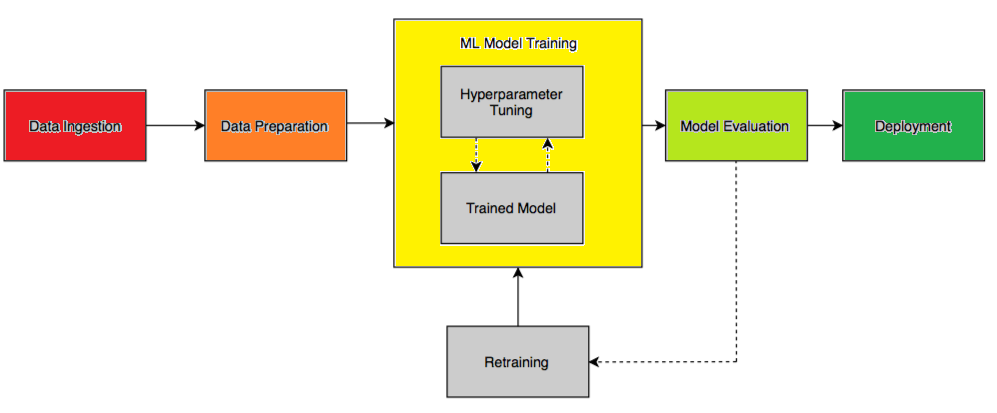 ML Model Training
Hyperparameter
Tuning
Data Ingestion
Data Preparation
Model Evaluation
Deployment
Trained Model
Retraining